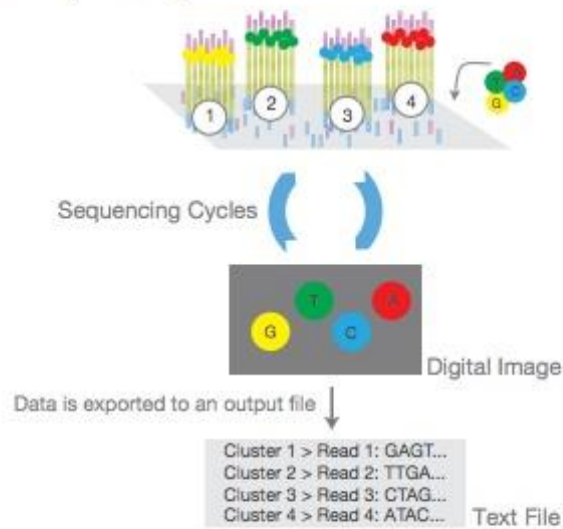 2
4
1
3
T
A
C
G
Sequencing Cycles
T
A
G
C
Digital Image
Data is exported to an output file
Cluster 1 > Read 1: GAGT...
Cluster 2 > Read 2: TTGA...
Cluster 3 > Read 3: CTAG...
Cluster 4 > Read 4: ATAC...
Text File